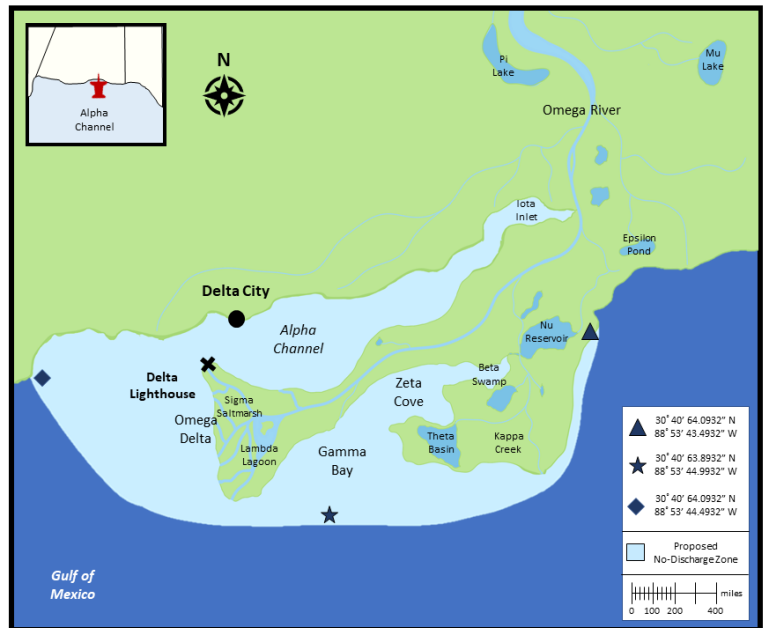 Alpha
Channel
N
Pi
Lake
Mu
Lake
Omega River
Iota
Inlet
Epsilon
Pond
Delta City
Alpha
Channel
Nu
Reservoir
Delta
Lighthouse
Beta
Swamp
Zeta
Cove
Sigma
Saltmarsh
Omega
Delta
Lambda
Lagoon
Gamma
Bay
Theta
Basin
Kappa
Creek
Gulf of
Mexico
30° 40' 64.0932" N
88° 53' 43.4932" W
30° 40' 63.8932" N
88° 53' 44.9932" W
30° 40' 64.0932" N
88° 53' 44.4932" W
Proposed
No-Discharge Zone
miles
0 100 200 400